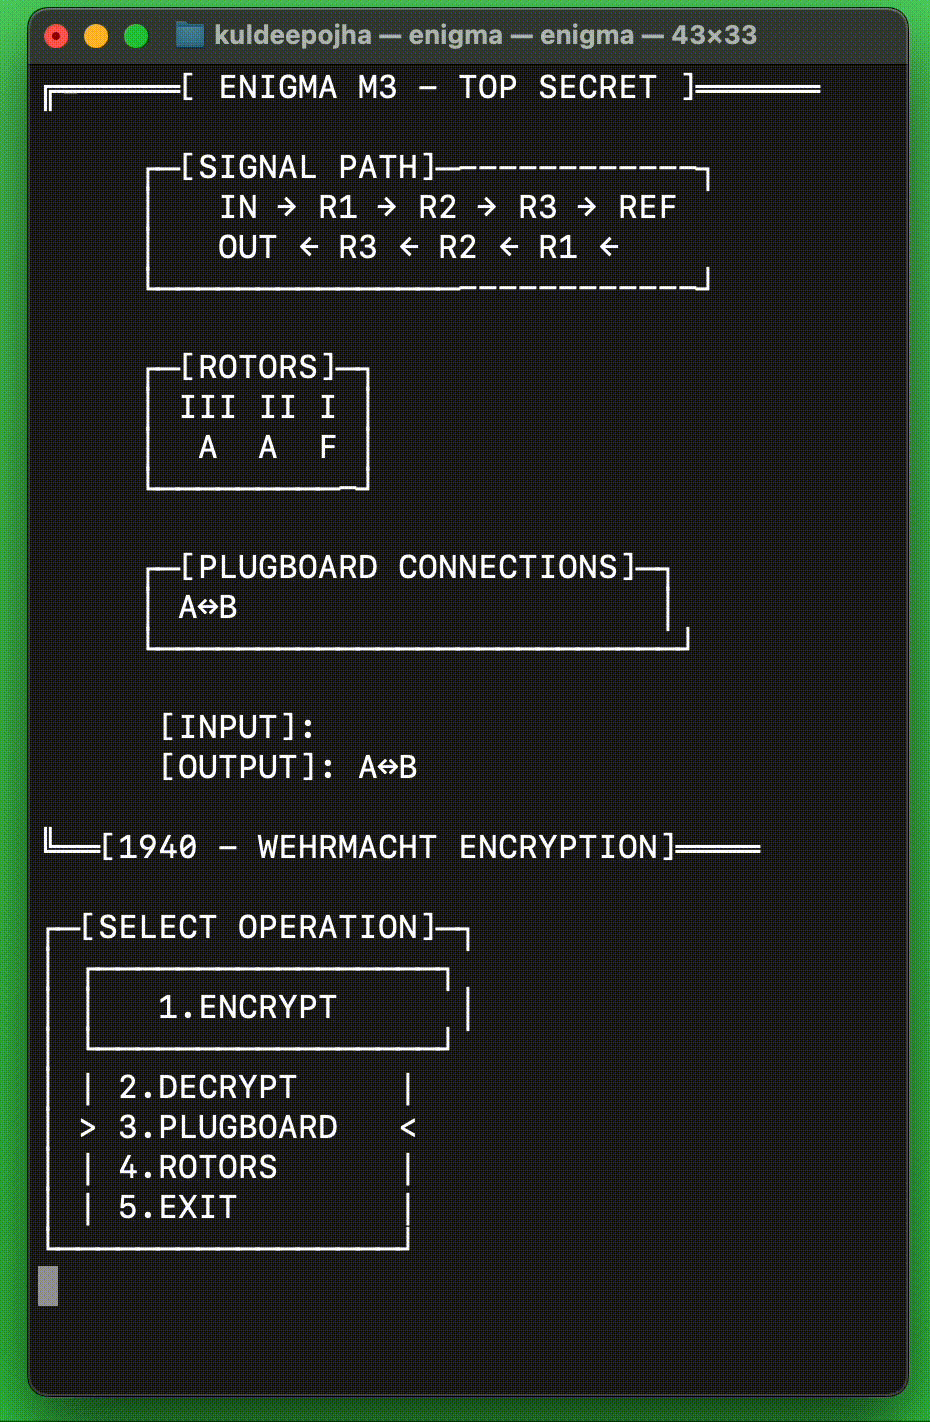 kuldeepojha — enigma — enigma — 43×33
[ ENIGMA M3 — TOP SECRET ]
[SIGNAL PATH]
IN → R1 → R2 → R3 → REF
OUT ← R3 ← R2 ← R1 ←
[ROTORS]
III II I
A A F
[PLUGBOARD CONNECTIONS]
A↔B
[INPUT]:
[OUTPUT]: A↔B
[1940 — WEHRMACHT ENCRYPTION]
[SELECT OPERATION]
1.ENCRYPT
| 2.DECRYPT |
> 3.PLUGBOARD <
| 4.ROTORS |
| 5.EXIT |